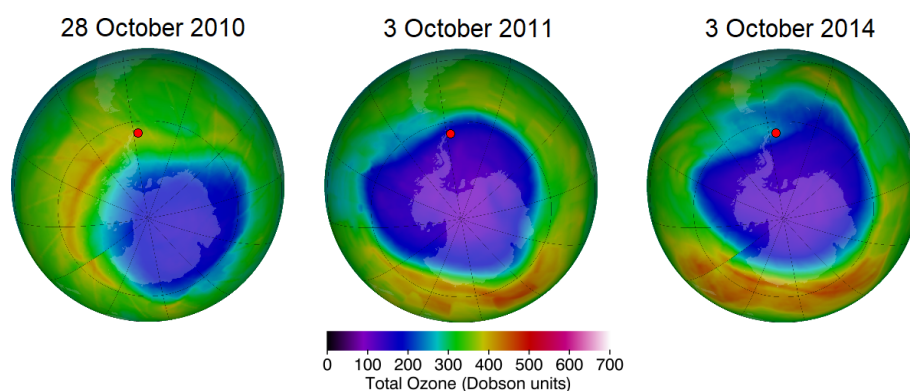 28 October 2010
3 October 2011
3 October 2014
0 100 200 300 400 500 600 700
Total Ozone (Dobson units)